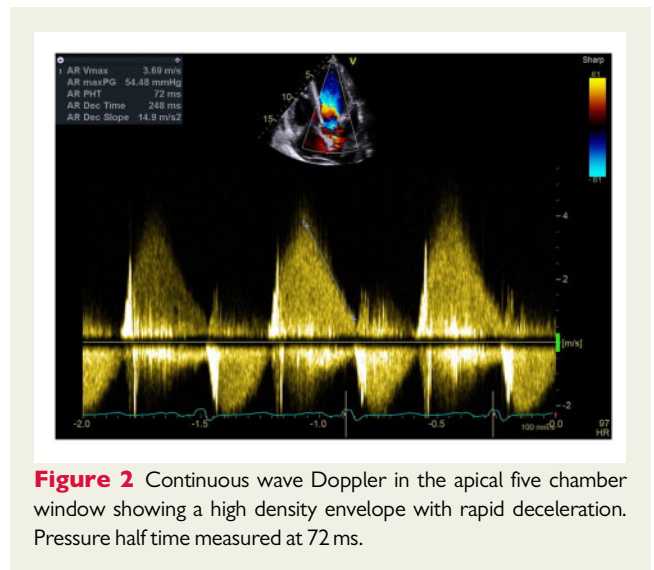 Sharp
1 AR Vmax 3.69 m/s
AR maxPG 54.48 mmHg
AR PHT 72 ms
AR Dec Time 248 ms
AR Dec Slope 14.9 m/s2
V
5
10
15
61
61
4
2
[m/s]
-2
-2.0 -1.5 -1.0 -0.5 0.0
100 mm/s
97
HR
Figure 2 Continuous wave Doppler in the apical five chamber
window showing a high density envelope with rapid deceleration.
Pressure half time measured at 72 ms.